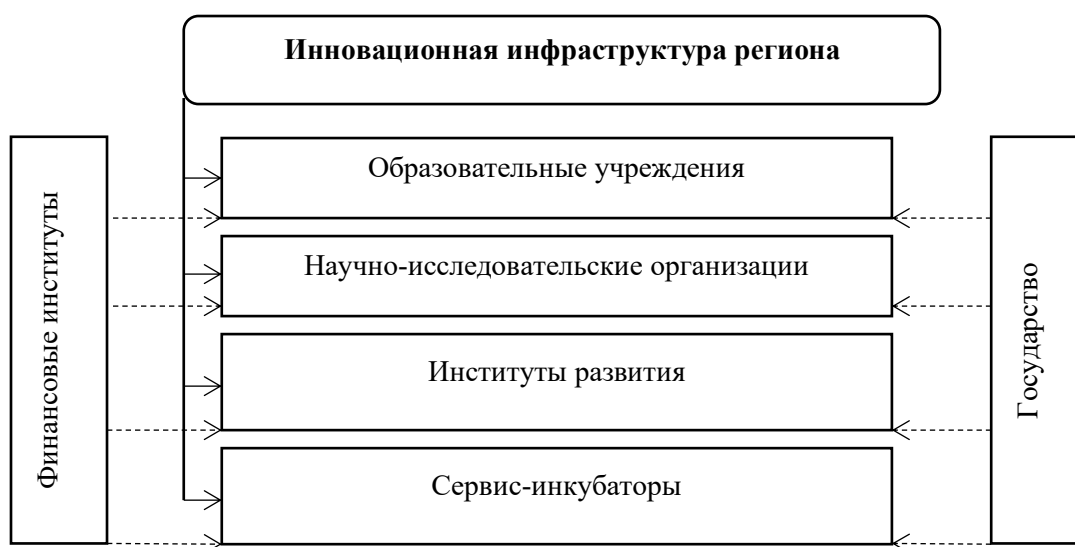 Инновационная инфраструктура региона
Финансовые институты
Образовательные учреждения
Научно-исследовательские организации
Институты развития
Сервис-инкубаторы
Государство